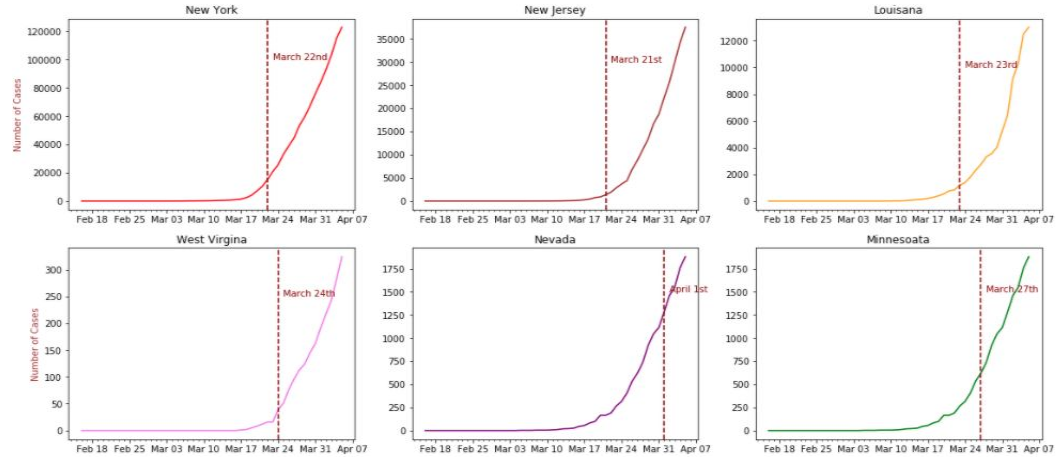 New York
Number of Cases
120000
100000
80000
60000
40000
20000
0
March 22nd
Feb 18 Feb 25 Mar 03 Mar 10 Mar 17 Mar 24 Mar 31 Apr 07
New Jersey
35000
30000
25000
20000
15000
10000
5000
0
March 21st
Feb 18 Feb 25 Mar 03 Mar 10 Mar 17 Mar 24 Mar 31 Apr 07
Louisana
12000
10000
8000
6000
4000
2000
0
March 23rd
Feb 18 Feb 25 Mar 03 Mar 10 Mar 17 Mar 24 Mar 31 Apr 07
West Virgina
Number of Cases
300
250
200
150
100
50
0
March 24th
Feb 18 Feb 25 Mar 03 Mar 10 Mar 17 Mar 24 Mar 31 Apr 07
Nevada
1750
1500
1250
1000
750
500
250
0
April 1st
Feb 18 Feb 25 Mar 03 Mar 10 Mar 17 Mar 24 Mar 31 Apr 07
Minnesoata
1750
1500
1250
1000
750
500
250
0
March 27th
Feb 18 Feb 25 Mar 03 Mar 10 Mar 17 Mar 24 Mar 31 Apr 07